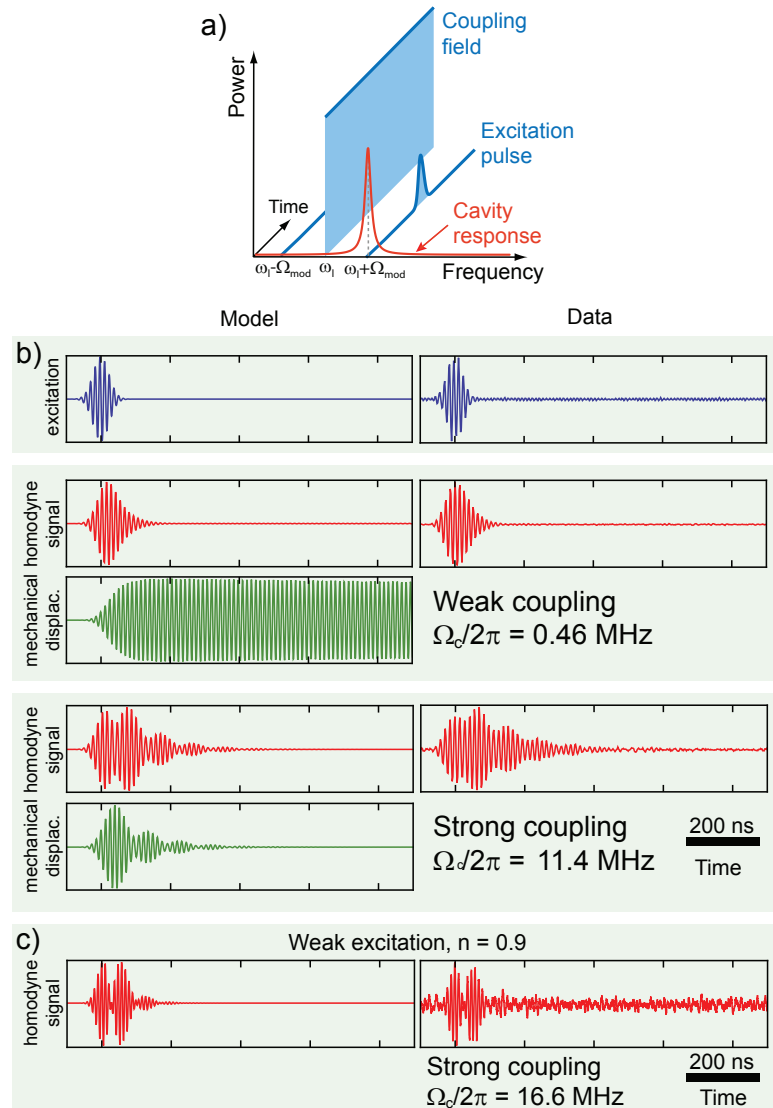 a)
Coupling
field
Power
Excitation
pulse
Time
Cavity
response
ωl-Ωmod
ωl
ωl+Ωmod
Frequency
Model
Data
b)
excitation
homodyne
signal
mechanical
displac.
Weak coupling
Ωc/2π = 0.46 MHz
homodyne
signal
mechanical
displac.
Strong coupling
Ωc/2π = 11.4 MHz
200 ns
Time
c)
Weak excitation, n = 0.9
homodyne
signal
Strong coupling
Ωc/2π = 16.6 MHz
200 ns
Time